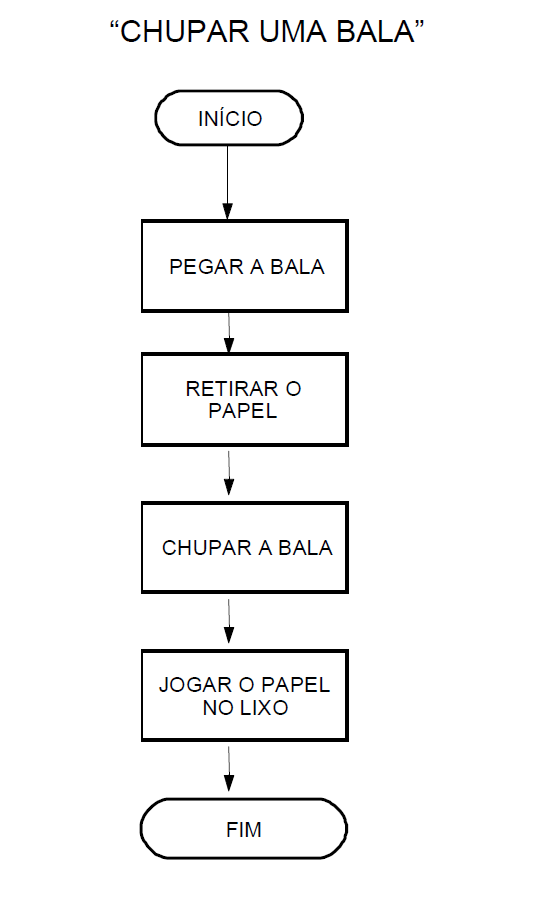 “CHUPAR UMA BALA”
INÍCIO
PEGAR A BALA
RETIRAR O
PAPEL
CHUPAR A BALA
JOGAR O PAPEL
NO LIXO
FIM